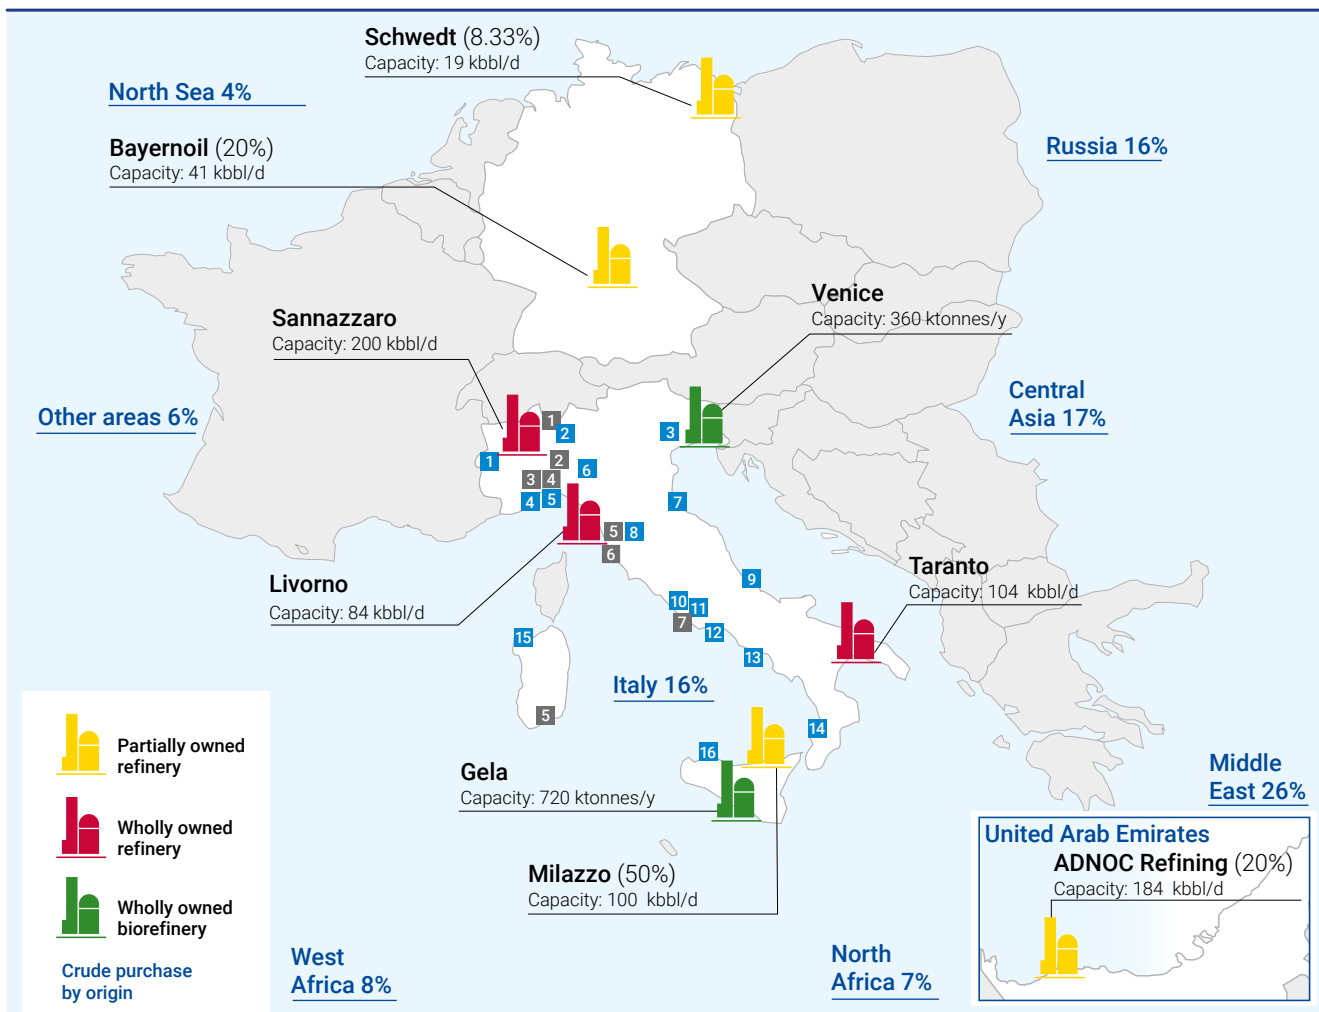 Schwedt (8.33%)
Capacity: 19 kbbl/d
North Sea 4%
Bayernoil (20%)
Capacity: 41 kbbl/d
Russia 16%
Venice
Capacity: 360 ktonnes/y
Sannazzaro
Capacity: 200 kbbl/d
Other areas 6%
Central
Asia 17%
1
2
3
1
2
6
3
4
4
5
7
5
8
6
Livorno
Capacity: 84 kbbl/d
Taranto
Capacity: 104 kbbl/d
9
10
11
7
12
13
15
5
14
16
Italy 16%
Gela
Capacity: 720 ktonnes/y
Milazzo (50%)
Capacity: 100 kbbl/d
Middle
East 26%
United Arab Emirates
ADNOC Refining (20%)
Capacity: 184 kbbl/d
West
Africa 8%
North
Africa 7%
Partially owned
refinery
Wholly owned
refinery
Wholly owned
biorefinery
Crude purchase
by origin